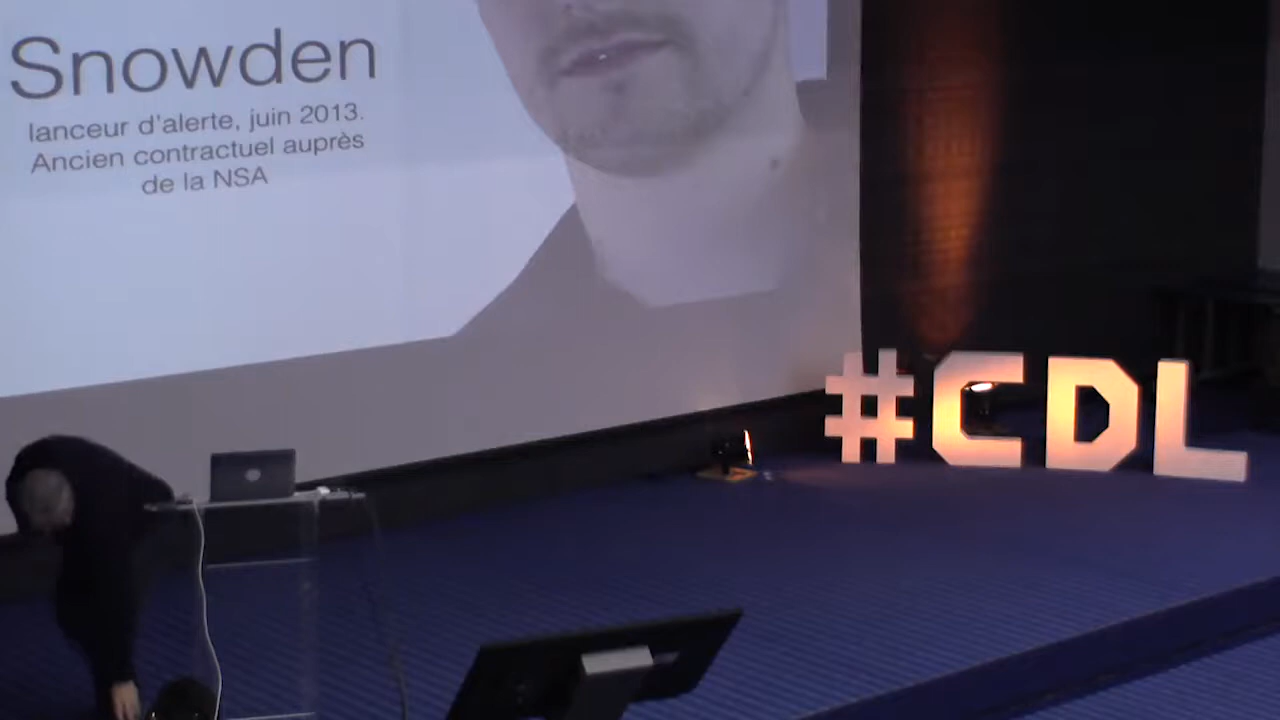 Snowden
lanceur d'alerte, juin 2013.
Ancien contractuel auprès
de la NSA
#CDL